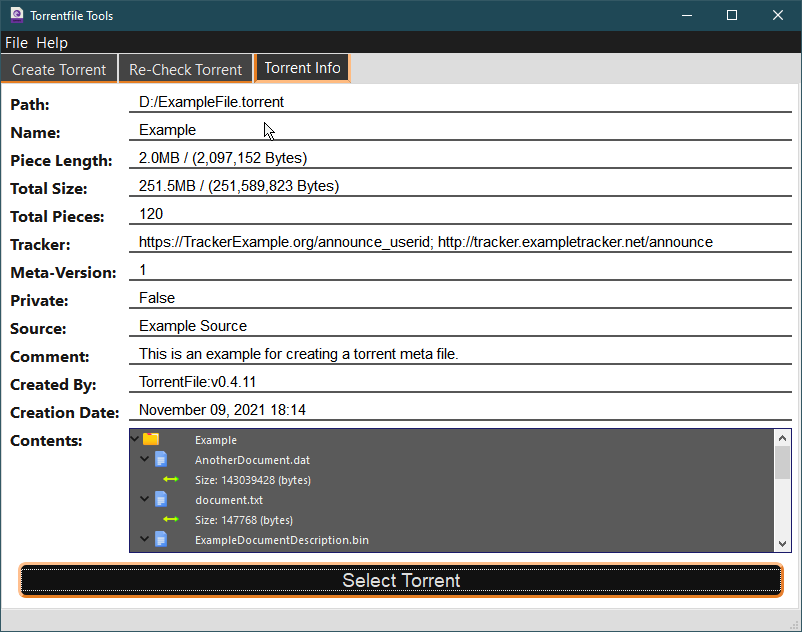 Torrentfile Tools
File Help
Create Torrent Re-Check Torrent Torrent Info
Path: D:/ExampleFile.torrent
Name: Example
Piece Length: 2.0MB / (2,097,152 Bytes)
Total Size: 251.5MB / (251,589,823 Bytes)
Total Pieces: 120
Tracker: https://TrackerExample.org/announce_userid; http://tracker.exampletracker.net/announce
Meta-Version: 1
Private: False
Source: Example Source
Comment: This is an example for creating a torrent meta file.
Created By: TorrentFile:v0.4.11
Creation Date: November 09, 2021 18:14
Contents: Example
AnotherDocument.dat
Size: 143039428 (bytes)
document.txt
Size: 147768 (bytes)
ExampleDocumentDescription.bin
Select Torrent